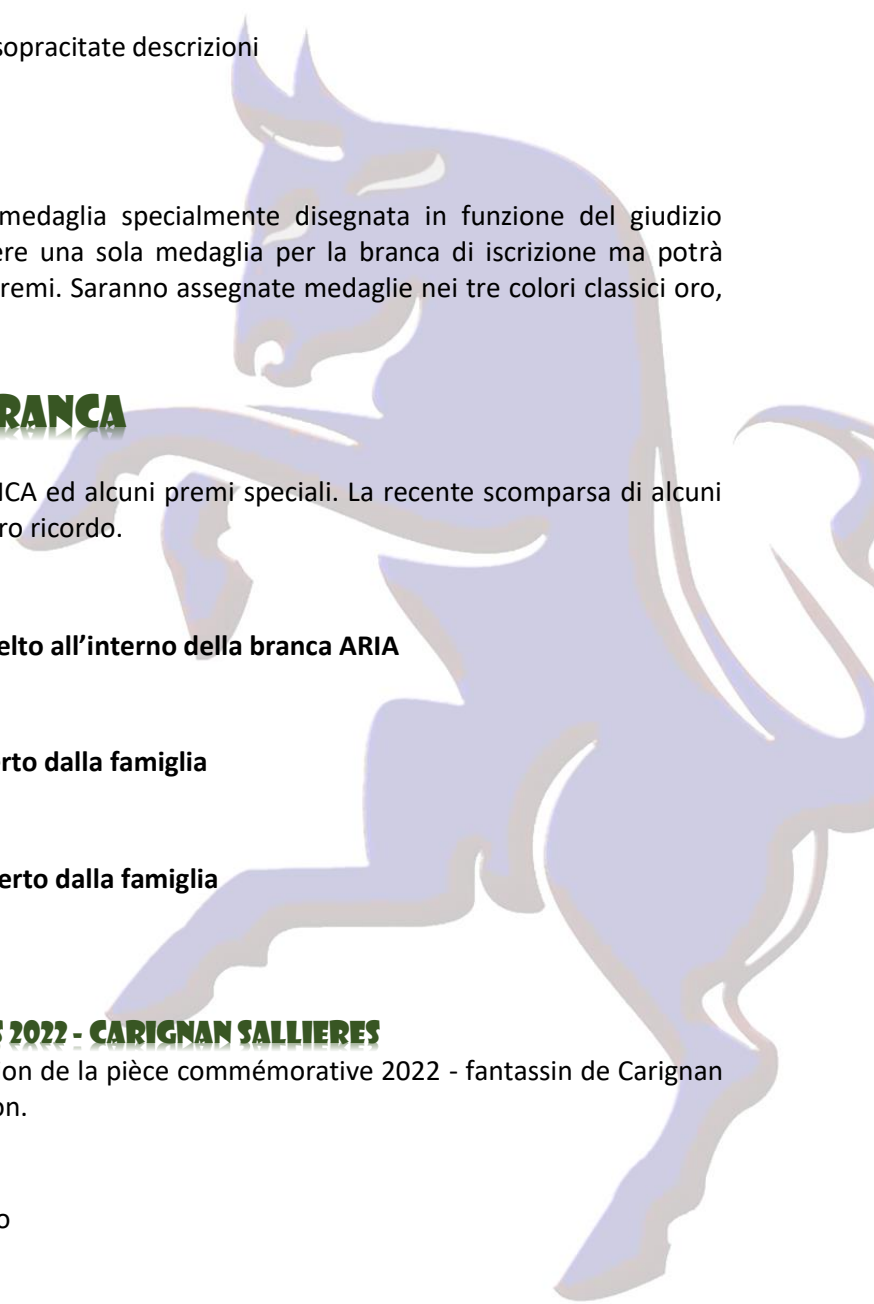 sopracitate descrizioni
medaglia specialmente disegnata in funzione del giudizio
ere una sola medaglia per la branca di iscrizione ma potrà
remi. Saranno assegnate medaglie nei tre colori classici oro,
RANCA
ICA ed alcuni premi speciali. La recente scomparsa di alcuni
ro ricordo.
elto all’interno della branca ARIA
erto dalla famiglia
erto dalla famiglia
S 2022 - CARIGNAN SALLIERES
ion de la pièce commémorative 2022 - fantassin de Carignan
on.
o